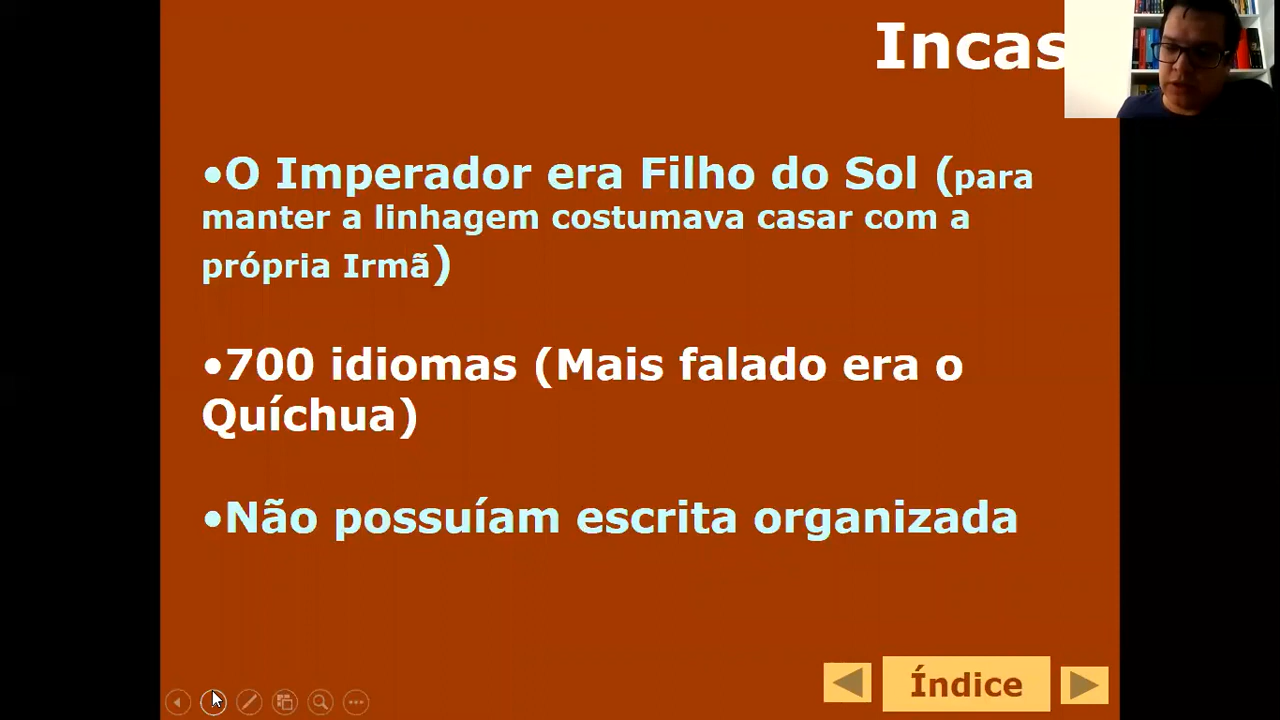 Incas
•O Imperador era Filho do Sol (para
manter a linhagem costumava casar com a
própria Irmã)
•700 idiomas (Mais falado era o
Quíchua)
•Não possuíam escrita organizada
Índice